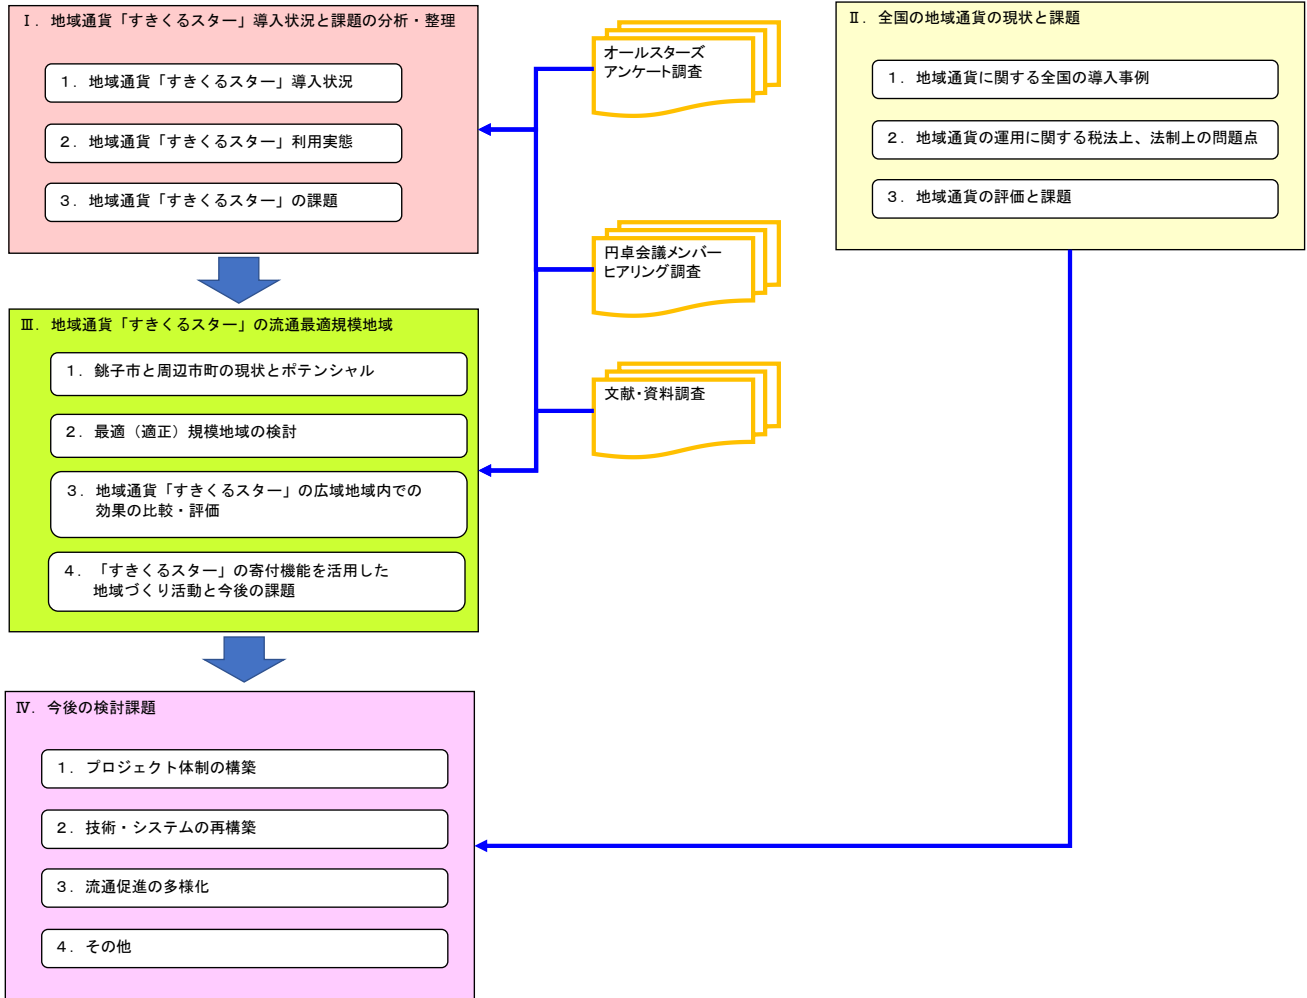 Ⅰ．地域通貨「すきくるスター」導入状況と課題の分析・整理
１．地域通貨「すきくるスター」導入状況
２．地域通貨「すきくるスター」利用実態
３．地域通貨「すきくるスター」の課題
オールスターズ
アンケート調査
円卓会議メンバー
ヒアリング調査
文献・資料調査
Ⅱ．全国の地域通貨の現状と課題
１．地域通貨に関する全国の導入事例
２．地域通貨の運用に関する税法上、法制上の問題点
３．地域通貨の評価と課題
Ⅲ．地域通貨「すきくるスター」の流通最適規模地域
１．銚子市と周辺市町の現状とポテンシャル
２．最適（適正）規模地域の検討
３．地域通貨「すきくるスター」の広域地域内での
効果の比較・評価
４．「すきくるスター」の寄付機能を活用した
地域づくり活動と今後の課題
Ⅳ．今後の検討課題
１．プロジェクト体制の構築
２．技術・システムの再構築
３．流通促進の多様化
４．その他